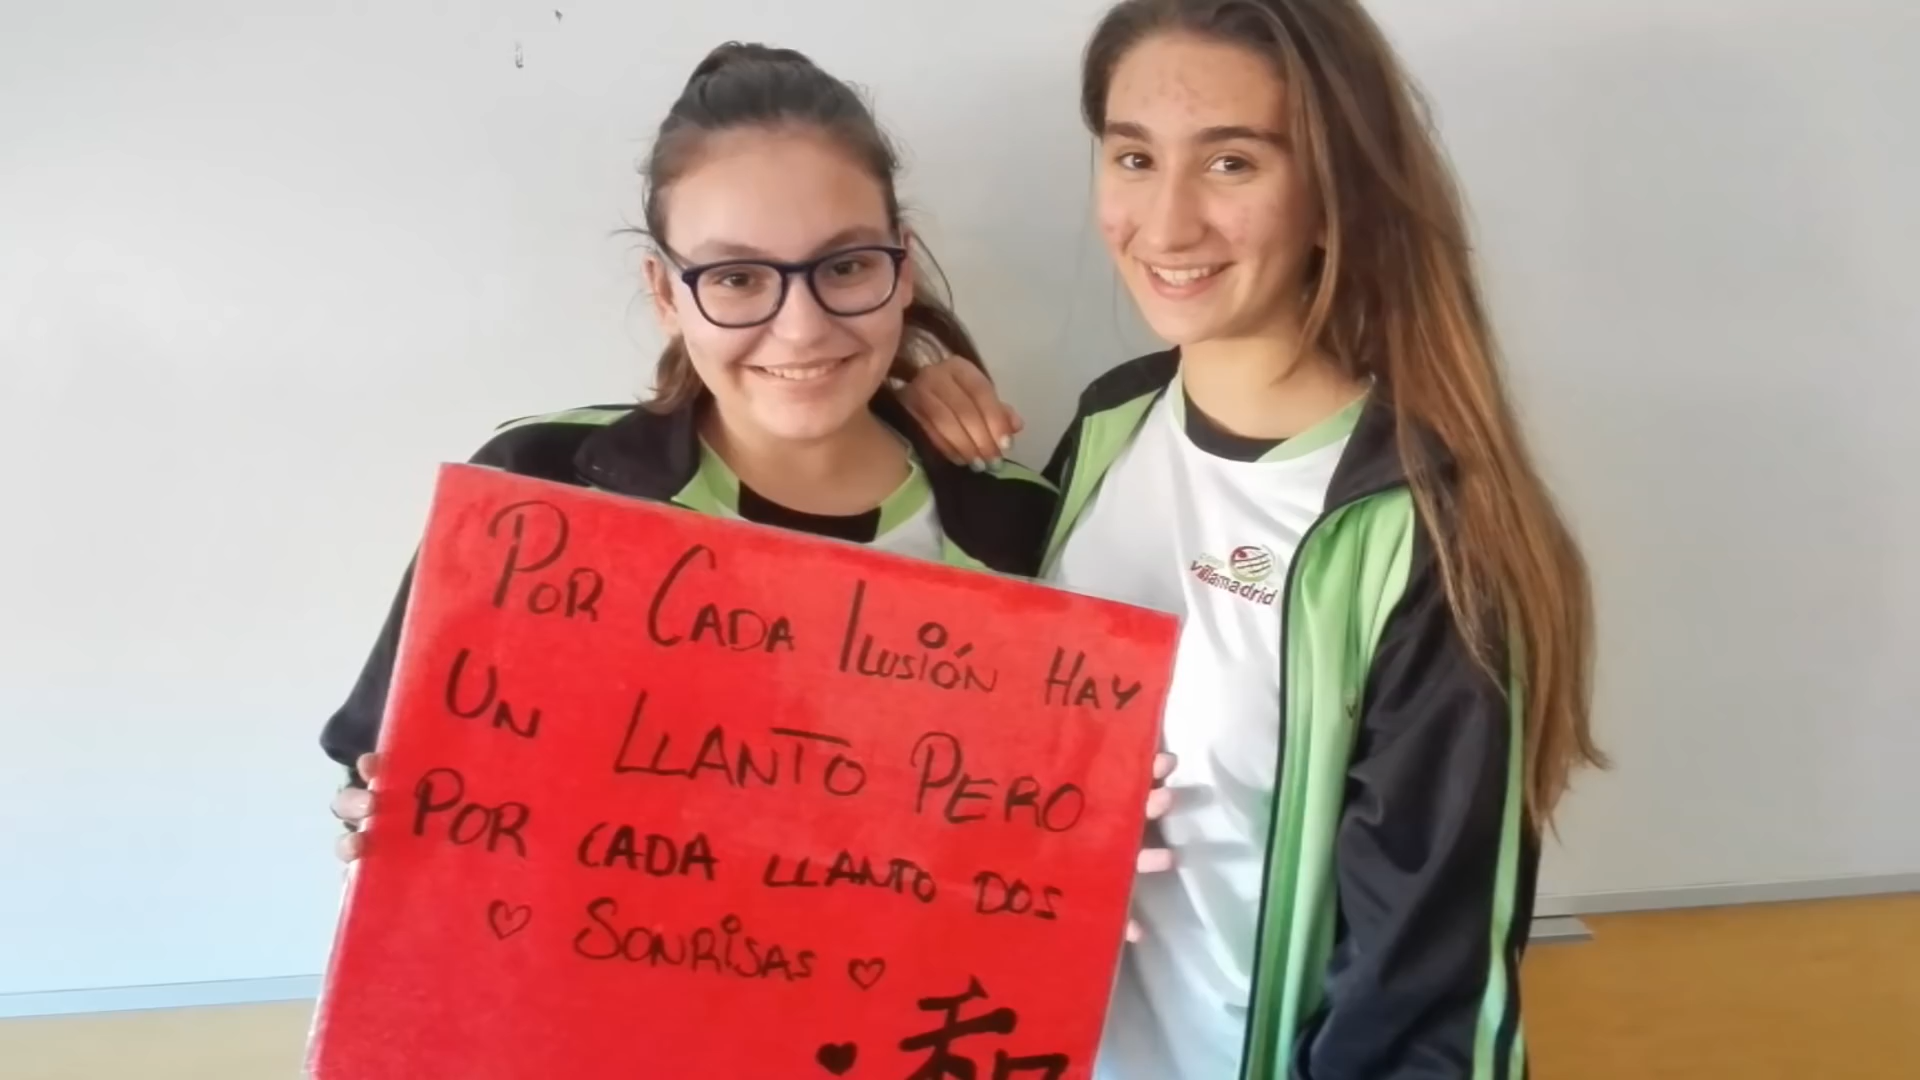 POR CADA ILUSIÓN HAY
UN LLANTO PERO
POR CADA LLANTO DOS
♡ SONRISAS ♡
♥ 和
villamadrid